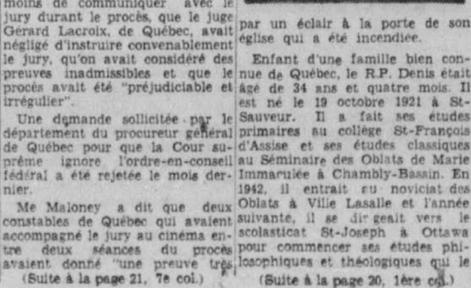 moins de communiquer avec le
jury durant le procès, que le juge
Gérard Lacroix, de Québec, avait
négligé d'instruire convenablement
le jury, qu'on avait considéré des
preuves inadmissibles et que le
procès avait été "préjudiciable et
irrégulier".
Une demande sollicitée par le
département du procureur général
de Québec pour que la Cour su-
prême ignore l'ordre-en-conseil
fédéral a été rejetée le mois der-
nier.
Me Maloney a dit que deux
constables de Québec qui avaient
accompagné le jury au cinéma en-
tre deux séances du procès
avaient donné "une preuve très
(Suite à la page 21, 7e col.)
par un éclair à la porte de son
église qui a été incendiée.
Enfant d'une famille bien con-
nue de Québec, le R.P. Denis était
âgé de 34 ans et quatre mois. Il
est né le 19 octobre 1921 à St-
Sauveur. Il a fait ses études
primaires au collège St-François
d'Assise et ses études classiques
au Séminaire des Oblats de Marie
Immaculée à Chambly-Bassin. En
1942, il entrait au noviciat des
Oblats à Ville Lasalle et l'année
suivante, il se dirigeait vers le
scolasticat St-Joseph à Ottawa
pour commencer ses études phi-
losophiques et théologiques qui le
(Suite à la page 20, 1ère col.)